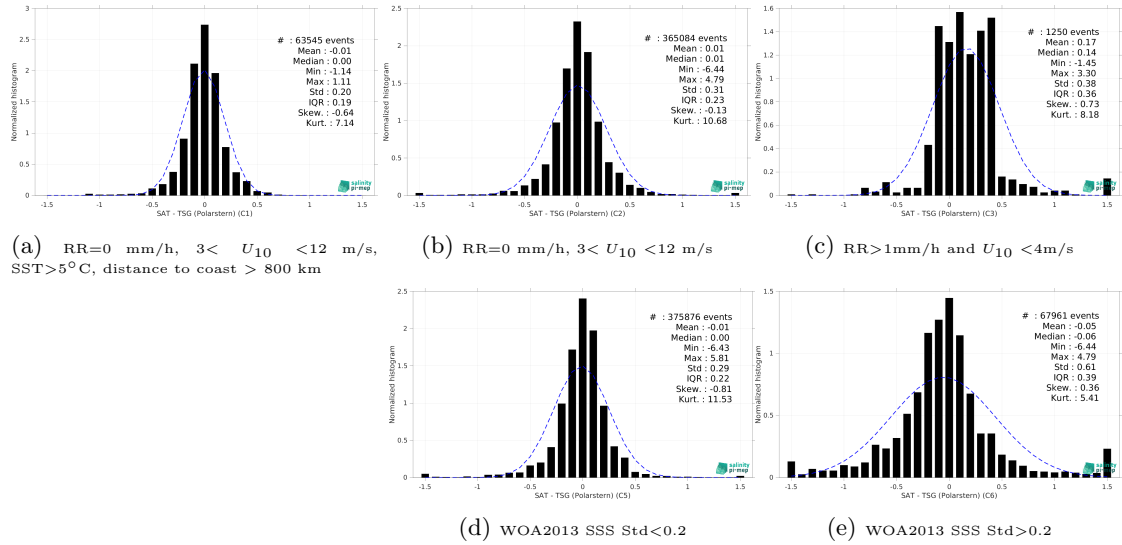 # : 63545 events
Mean : -0.01
Median : 0.00
Min : -1.14
Max : 1.11
Std : 0.20
IQR : 0.19
Skew. : -0.64
Kurt. : 7.14
Normalized histogram
3
2.5
2
1.5
1
0.5
0
-1.5 -1 -0.5 0 0.5 1 1.5
SAT - TSG (Polarstern) (C1)
salinity
pi-mep
(a) RR=0 mm/h, 3< U10 <12 m/s,
SST>5°C, distance to coast > 800 km
# : 365084 events
Mean : 0.01
Median : 0.01
Min : -6.44
Max : 4.79
Std : 0.31
IQR : 0.23
Skew. : -0.13
Kurt. : 10.68
Normalized histogram
2.5
2
1.5
1
0.5
0
-1.5 -1 -0.5 0 0.5 1 1.5
SAT - TSG (Polarstern) (C2)
salinity
pi-mep
(b) RR=0 mm/h, 3< U10 <12 m/s
# : 1250 events
Mean : 0.17
Median : 0.14
Min : -1.45
Max : 3.30
Std : 0.38
IQR : 0.36
Skew. : 0.73
Kurt. : 8.18
Normalized histogram
1.6
1.4
1.2
1
0.8
0.6
0.4
0.2
0
-1.5 -1 -0.5 0 0.5 1 1.5
SAT - TSG (Polarstern) (C3)
salinity
pi-mep
(c) RR>1mm/h and U10 <4m/s
# : 375876 events
Mean : -0.01
Median : 0.00
Min : -6.43
Max : 5.81
Std : 0.29
IQR : 0.22
Skew. : -0.81
Kurt. : 11.53
Normalized histogram
2.5
2
1.5
1
0.5
0
-1.5 -1 -0.5 0 0.5 1 1.5
SAT - TSG (Polarstern) (C5)
salinity
pi-mep
(d) WOA2013 SSS Std<0.2
# : 67961 events
Mean : -0.05
Median : -0.06
Min : -6.44
Max : 4.79
Std : 0.61
IQR : 0.39
Skew. : 0.36
Kurt. : 5.41
Normalized histogram
1.5
1
0.5
0
-1.5 -1 -0.5 0 0.5 1 1.5
SAT - TSG (Polarstern) (C6)
salinity
pi-mep
(e) WOA2013 SSS Std>0.2